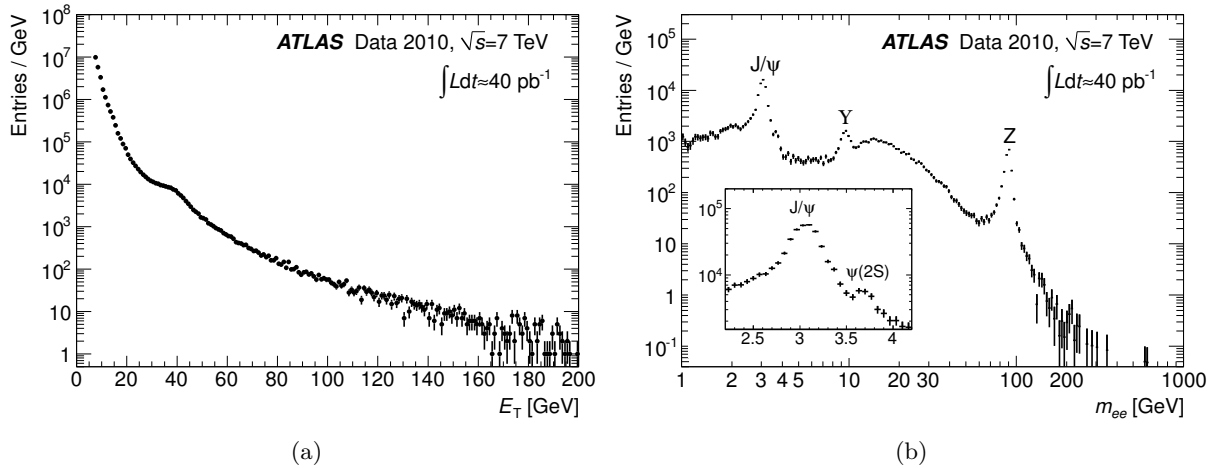 ATLAS Data 2010, √s=7 TeV
∫Ldt≈40 pb⁻¹
Entries / GeV
10⁷
10⁶
10⁵
10⁴
10³
10²
10
1
0 20 40 60 80 100 120 140 160 180 200
E_T [GeV]
(a)
ATLAS Data 2010, √s=7 TeV
∫Ldt≈40 pb⁻¹
Entries / GeV
10⁵
10⁴
10³
10²
10
1
10⁻¹
J/ψ
Υ
Z
10⁵
10⁴
J/ψ
ψ(2S)
2.5 3 3.5 4
1 2 3 4 5 10 20 30 100 200 1000
m_ee [GeV]
(b)